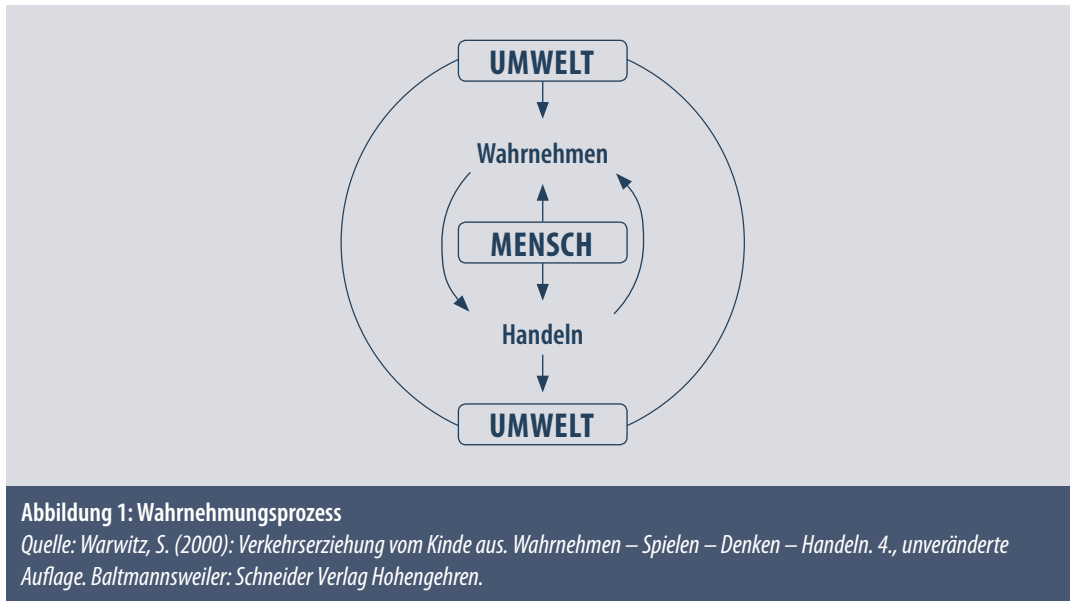 UMWELT
Wahrnehmen
MENSCH
Handeln
UMWELT
Abbildung 1: Wahrnehmungsprozess
Quelle: Warwitz, S. (2000): Verkehrserziehung vom Kinde aus. Wahrnehmen – Spielen – Denken – Handeln. 4., unveränderte
Auflage. Baltmannsweiler: Schneider Verlag Hohengehren.